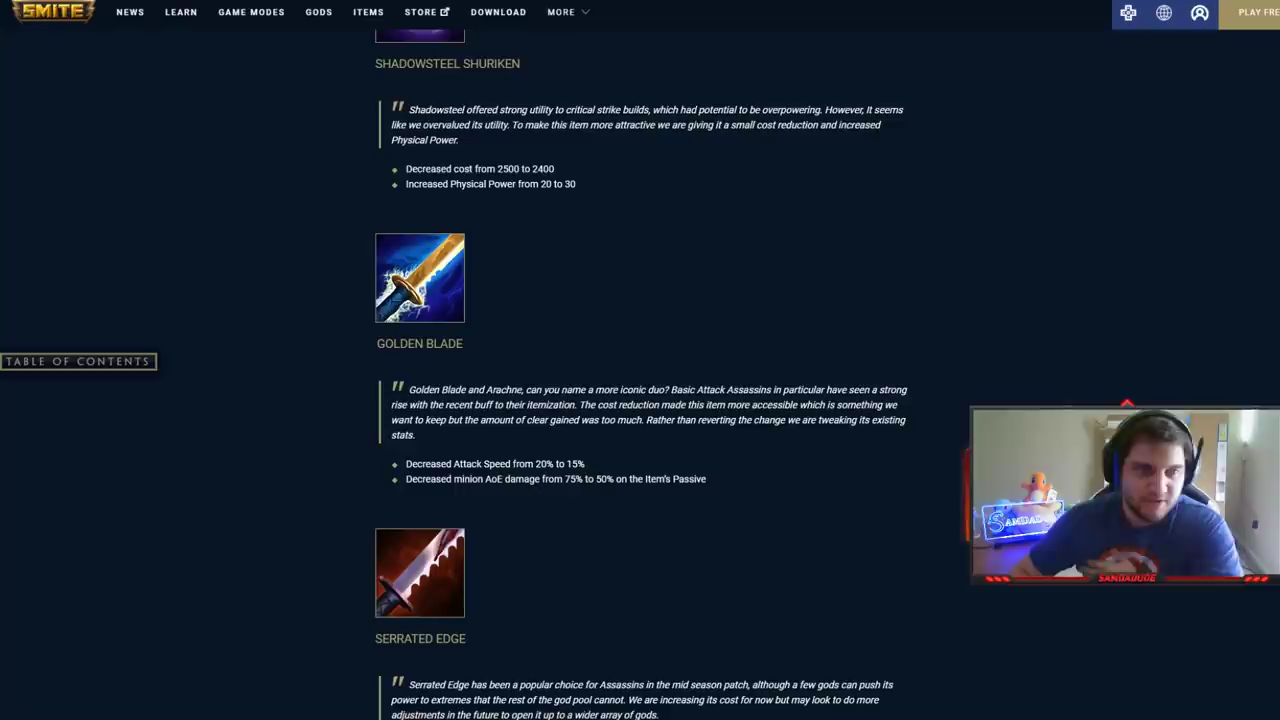 SMITE
NEWS LEARN GAME MODES GODS ITEMS STORE DOWNLOAD MORE
PLAY FRE
SHADOWSTEEL SHURIKEN
" Shadowsteel offered strong utility to critical strike builds, which had potential to be overpowering. However, It seems
like we overvalued its utility. To make this item more attractive we are giving it a small cost reduction and increased
Physical Power.
Decreased cost from 2500 to 2400
Increased Physical Power from 20 to 30
TABLE OF CONTENTS
GOLDEN BLADE
" Golden Blade and Arachne, can you name a more iconic duo? Basic Attack Assassins in particular have seen a strong
rise with the recent buff to their itemization. The cost reduction made this item more accessible which is something we
want to keep but the amount of clear gained was too much. Rather than reverting the change we are tweaking its existing
stats.
Decreased Attack Speed from 20% to 15%
Decreased minion AoE damage from 75% to 50% on the Item's Passive
SERRATED EDGE
" Serrated Edge has been a popular choice for Assassins in the mid season patch, although a few gods can push its
power to extremes that the rest of the god pool cannot. We are increasing its cost for now but may look to do more
adjustments in the future to open it up to a wider array of gods.